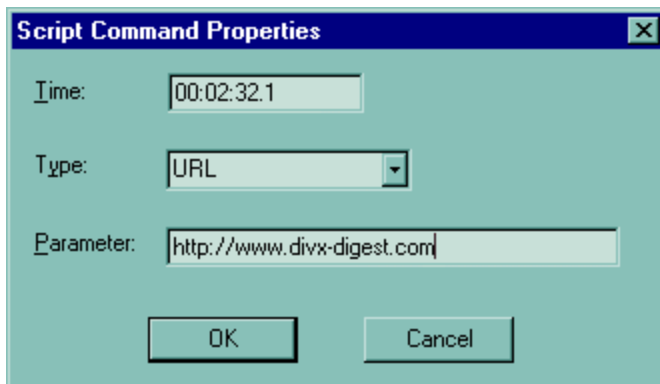 Script Command Properties
Time: 00:02:32.1
Type: URL
Parameter: http://www.divx-digest.com
OK Cancel